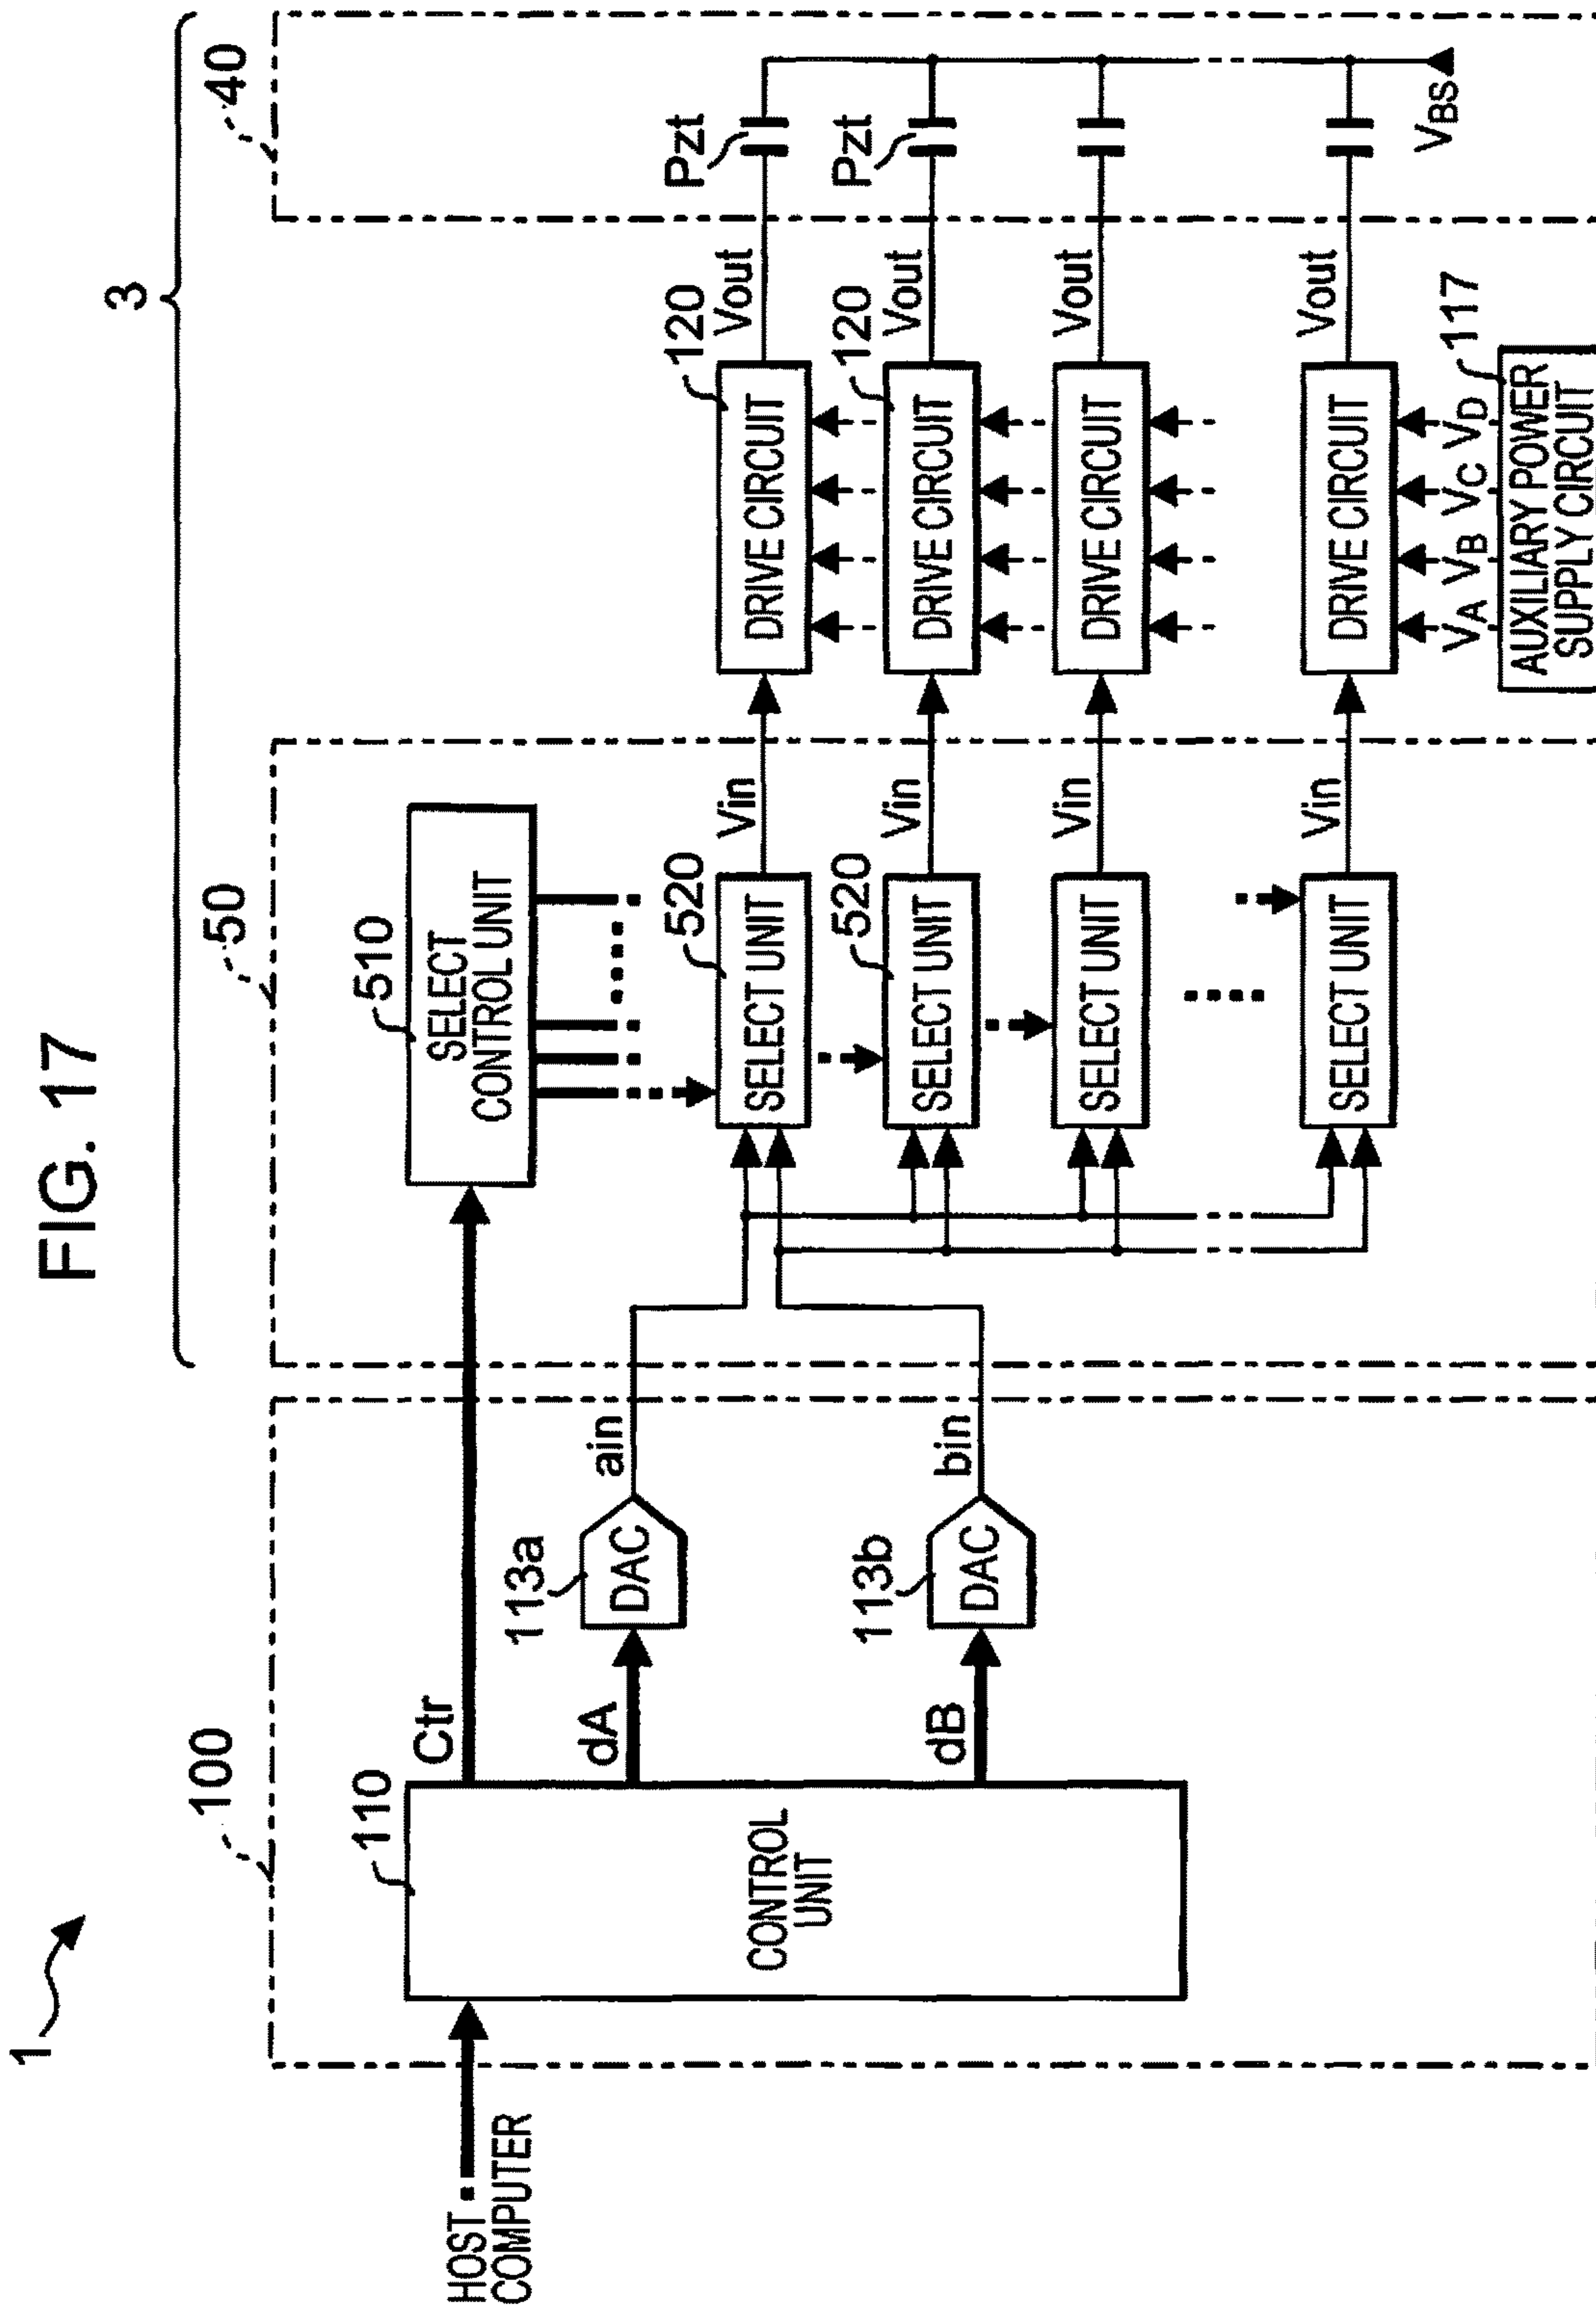 FIG. 17
1
3
100
50
40
HOST
COMPUTER
110
CONTROL
UNIT
Ctr
dA
113a
DAC
ain
dB
113b
DAC
bin
510
SELECT
CONTROL UNIT
520
SELECT UNIT
Vin
120
DRIVE CIRCUIT
Vout
Pzt
520
SELECT UNIT
Vin
120
DRIVE CIRCUIT
Vout
Pzt
SELECT UNIT
Vin
DRIVE CIRCUIT
Vout
SELECT UNIT
Vin
DRIVE CIRCUIT
Vout
VBS
VA VB VC VD
117
AUXILIARY POWER
SUPPLY CIRCUIT